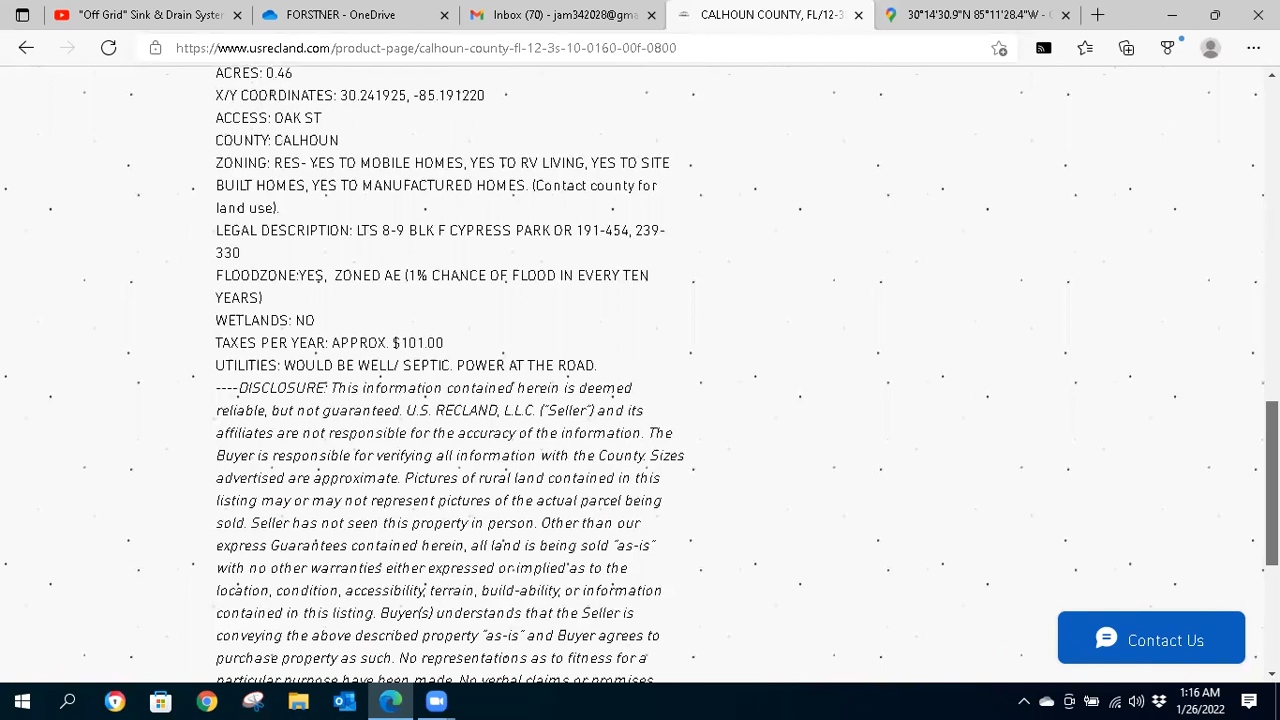 "Off Grid" Sink & Drain Syster
FORSTNER - OneDrive
Inbox (70) - jam342028@gma
CALHOUN COUNTY, FL/12-3
30°14'30.9"N 85°11'28.4"W - G
https://www.usrecland.com/product-page/calhoun-county-fl-12-3s-10-0160-00f-0800
ACRES: 0.46
X/Y COORDINATES: 30.241925, -85.191220
ACCESS: OAK ST
COUNTY: CALHOUN
ZONING: RES- YES TO MOBILE HOMES, YES TO RV LIVING, YES TO SITE
BUILT HOMES, YES TO MANUFACTURED HOMES. (Contact county for
land use).
LEGAL DESCRIPTION: LTS 8-9 BLK F CYPRESS PARK OR 191-454, 239-
330
FLOODZONE:YES, ZONED AE (1% CHANCE OF FLOOD IN EVERY TEN
YEARS)
WETLANDS: NO
TAXES PER YEAR: APPROX. $101.00
UTILITIES: WOULD BE WELL/ SEPTIC. POWER AT THE ROAD.
----DISCLOSURE: This information contained herein is deemed
reliable, but not guaranteed. U.S. RECLAND, L.L.C. ("Seller") and its
affiliates are not responsible for the accuracy of the information. The
Buyer is responsible for verifying all information with the County. Sizes
advertised are approximate. Pictures of rural land contained in this
listing may or may not represent pictures of the actual parcel being
sold. Seller has not seen this property in person. Other than our
express Guarantees contained herein, all land is being sold "as-is"
with no other warranties either expressed or implied as to the
location, condition, accessibility, terrain, build-ability, or information
contained in this listing. Buyer(s) understands that the Seller is
conveying the above described property "as-is" and Buyer agrees to
purchase property as such. No representations as to fitness for a
particular purpose have been made. No verbal claims or promises
Contact Us
1:16 AM
1/26/2022